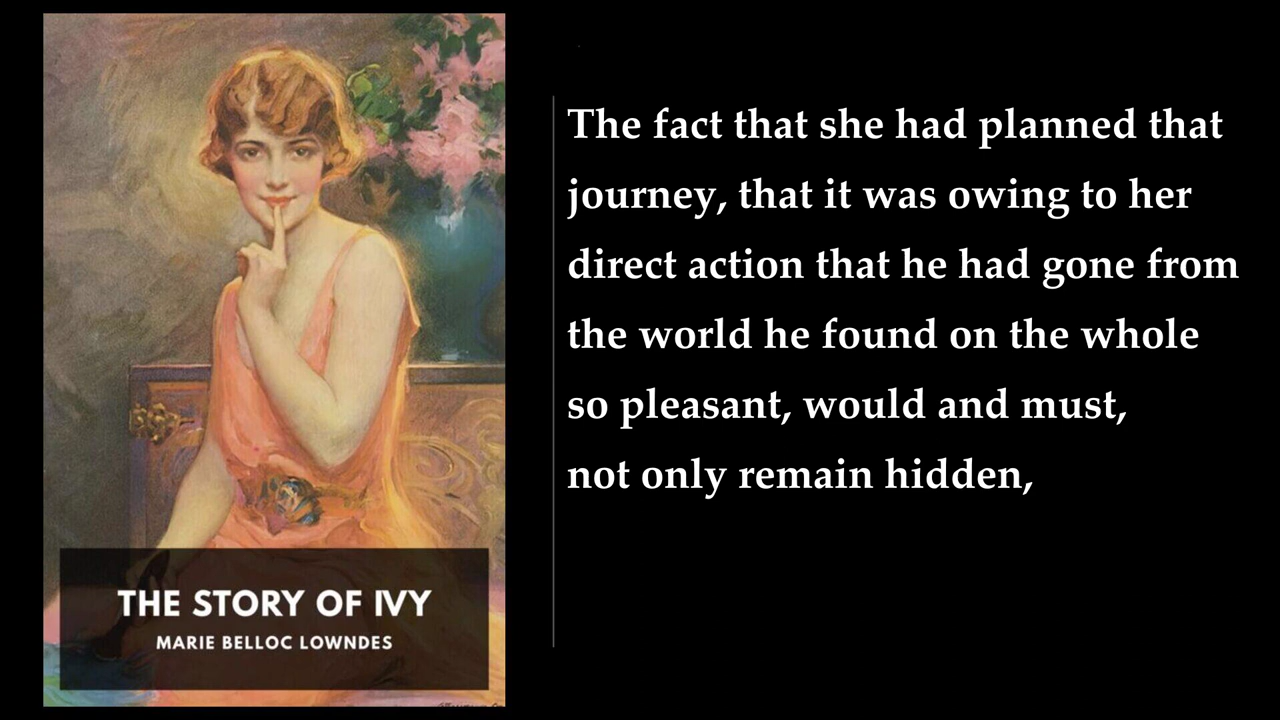 THE STORY OF IVY
MARIE BELLOC LOWNDES
The fact that she had planned that
journey, that it was owing to her
direct action that he had gone from
the world he found on the whole
so pleasant, would and must,
not only remain hidden,